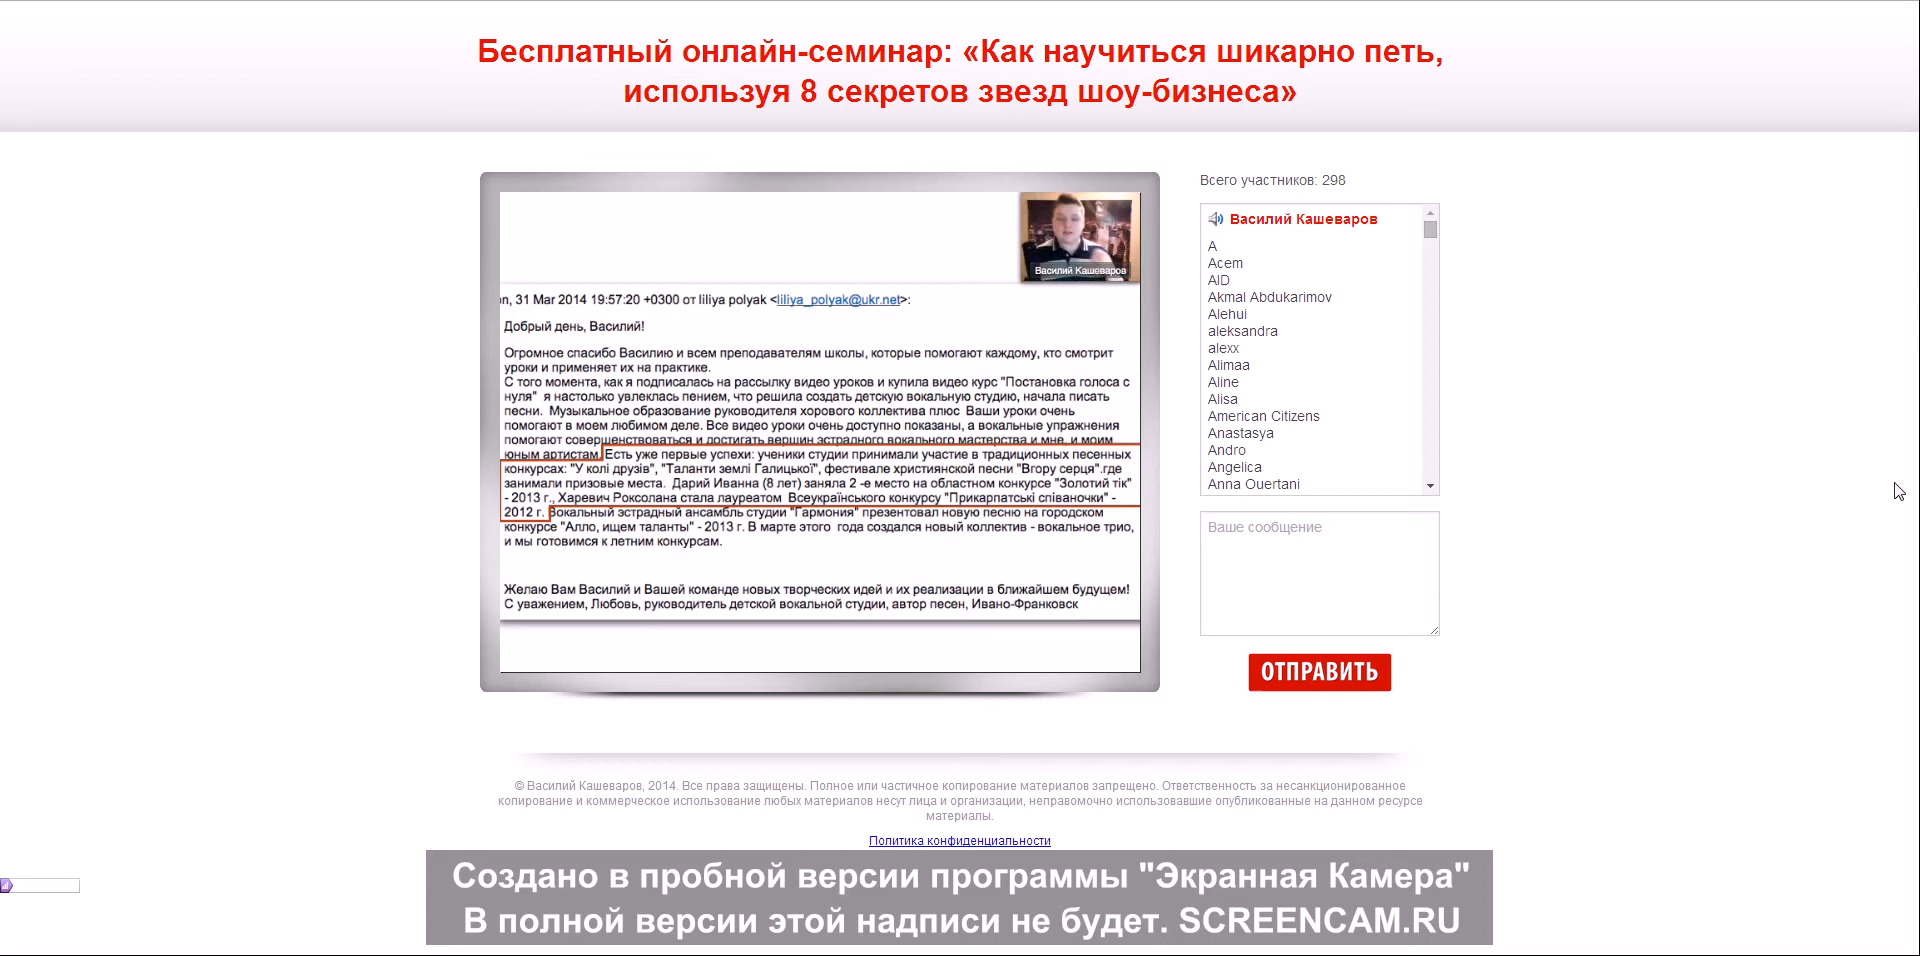 Бесплатный онлайн-семинар: «Как научиться шикарно петь,
используя 8 секретов звезд шоу-бизнеса»
Василий Кашеваров
n, 31 Mar 2014 19:57:20 +0300 от liliya polyak <liliya_polyak@ukr.net>:
Добрый день, Василий!
Огромное спасибо Василию и всем преподавателям школы, которые помогают каждому, кто смотрит
уроки и применяет их на практике.
С того момента, как я подписалась на рассылку видео уроков и купила видео курс "Постановка голоса с
нуля" я настолько увлеклась пением, что решила создать детскую вокальную студию, начала писать
песни. Музыкальное образование руководителя хорового коллектива плюс Ваши уроки очень
помогают в моем любимом деле. Все видео уроки очень доступно показаны, а вокальные упражнения
помогают совершенствоваться и достигать вершин эстрадного вокального мастерства и мне, и моим
юным артистам. Есть уже первые успехи: ученики студии принимали участие в традиционных песенных
конкурсах: "У колі друзів", "Таланти землі Галицької", фестивале християнской песни "Вгору серця".где
занимали призовые места. Дарий Иванна (8 лет) заняла 2 -е место на областном конкурсе "Золотий тік"
- 2013 г., Харевич Роксолана стала лауреатом Всеукраїнського конкурсу "Прикарпатські співаночки" -
2012 г. Вокальный эстрадный ансамбль студии "Гармония" презентовал новую песню на городском
конкурсе "Алло, ищем таланты" - 2013 г. В марте этого года создался новый коллектив - вокальное трио,
и мы готовимся к летним конкурсам.
Желаю Вам Василий и Вашей команде новых творческих идей и их реализации в ближайшем будущем!
С уважением, Любовь, руководитель детской вокальной студии, автор песен, Ивано-Франковск
Всего участников: 298
Василий Кашеваров
A
Acem
AID
Akmal Abdukarimov
Alehui
aleksandra
alexx
Alimaa
Aline
Alisa
American Citizens
Anastasya
Andro
Angelica
Anna Ouertani
Ваше сообщение
ОТПРАВИТЬ
© Василий Кашеваров, 2014. Все права защищены. Полное или частичное копирование материалов запрещено. Ответственность за несанкционированное
копирование и коммерческое использование любых материалов несут лица и организации, неправомочно использовавшие опубликованные на данном ресурсе
материалы.
Политика конфиденциальности
Создано в пробной версии программы "Экранная Камера"
В полной версии этой надписи не будет. SCREENCAM.RU